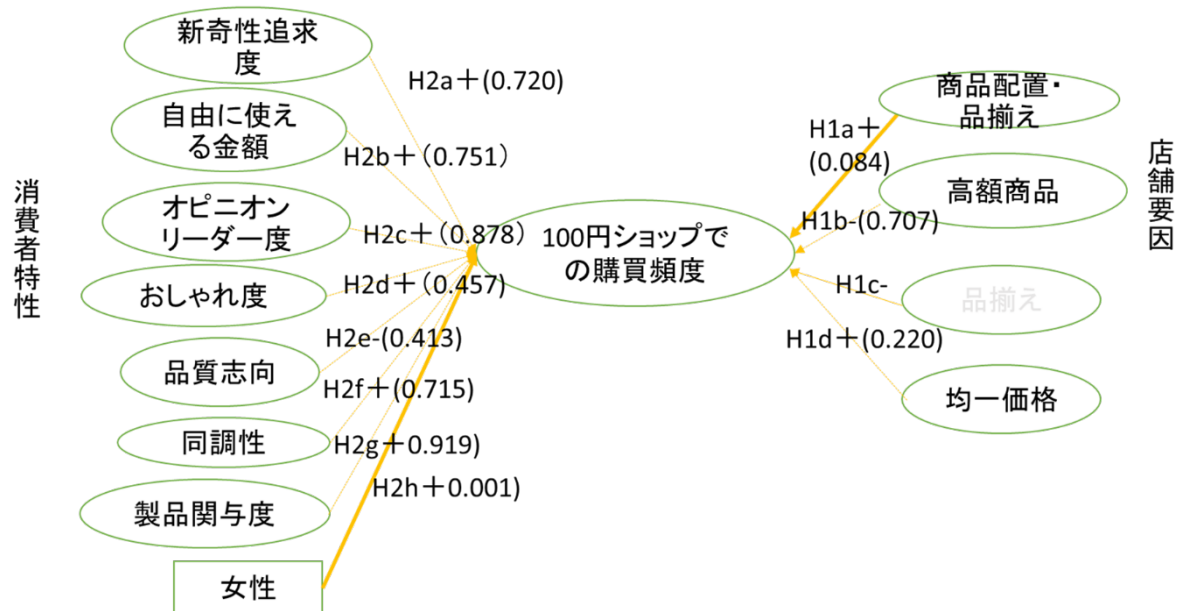 消費者特性
新奇性追求
度
自由に使え
る金額
オピニオン
リーダー度
おしゃれ度
品質志向
同調性
製品関与度
女性
H2a＋(0.720)
H2b＋（0.751）
H2c＋（0.878）
H2d＋（0.457)
H2e-(0.413)
H2f＋(0.715)
H2g＋0.919)
H2h＋0.001)
100円ショップで
の購買頻度
H1a＋
(0.084)
H1b-(0.707)
H1c-
H1d＋(0.220)
商品配置・
品揃え
高額商品
品揃え
均一価格
店舗要因